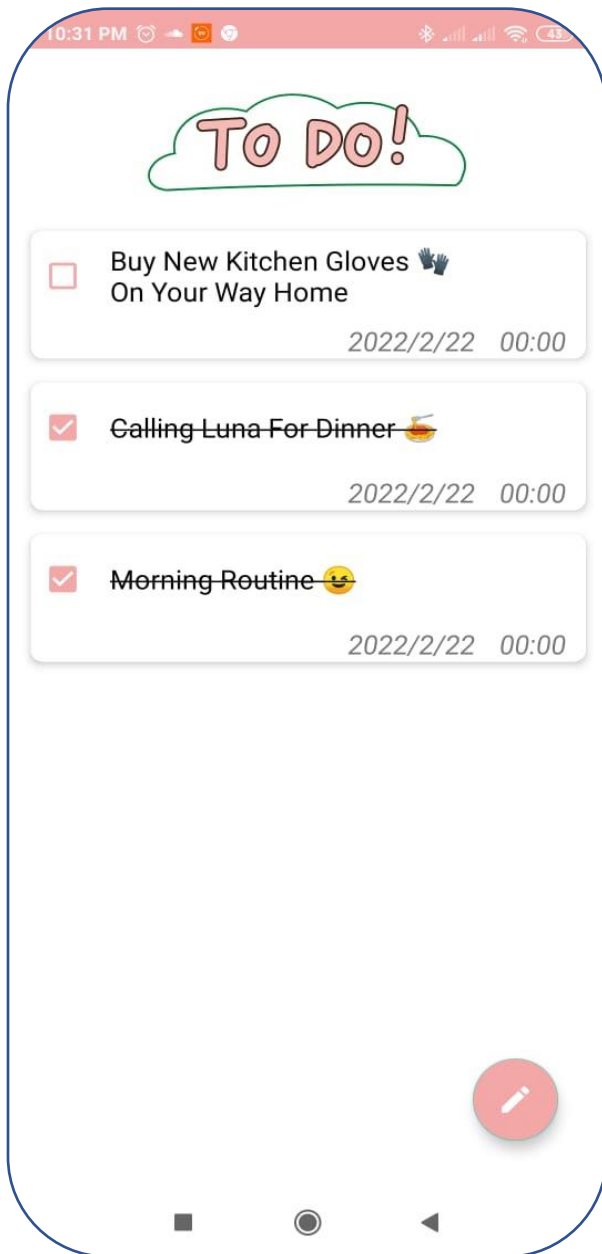 10:31 PM 43
TO DO!
Buy New Kitchen Gloves 🧤
On Your Way Home
2022/2/22 00:00
Calling Luna For Dinner 🍝
2022/2/22 00:00
Morning Routine 😉
2022/2/22 00:00